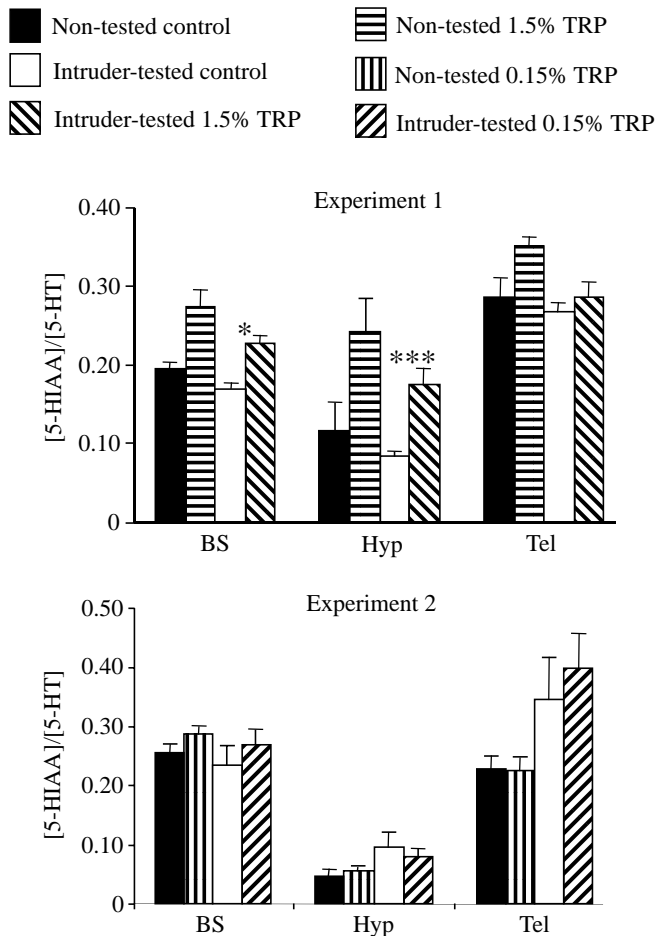 Non-tested control
Intruder-tested control
Intruder-tested 1.5% TRP
Non-tested 1.5% TRP
Non-tested 0.15% TRP
Intruder-tested 0.15% TRP
Experiment 1
[5-HIAA]/[5-HT]
0.40
0.30
0.20
0.10
0
*
***
BS
Hyp
Tel
Experiment 2
[5-HIAA]/[5-HT]
0.50
0.40
0.30
0.20
0.10
0
BS
Hyp
Tel